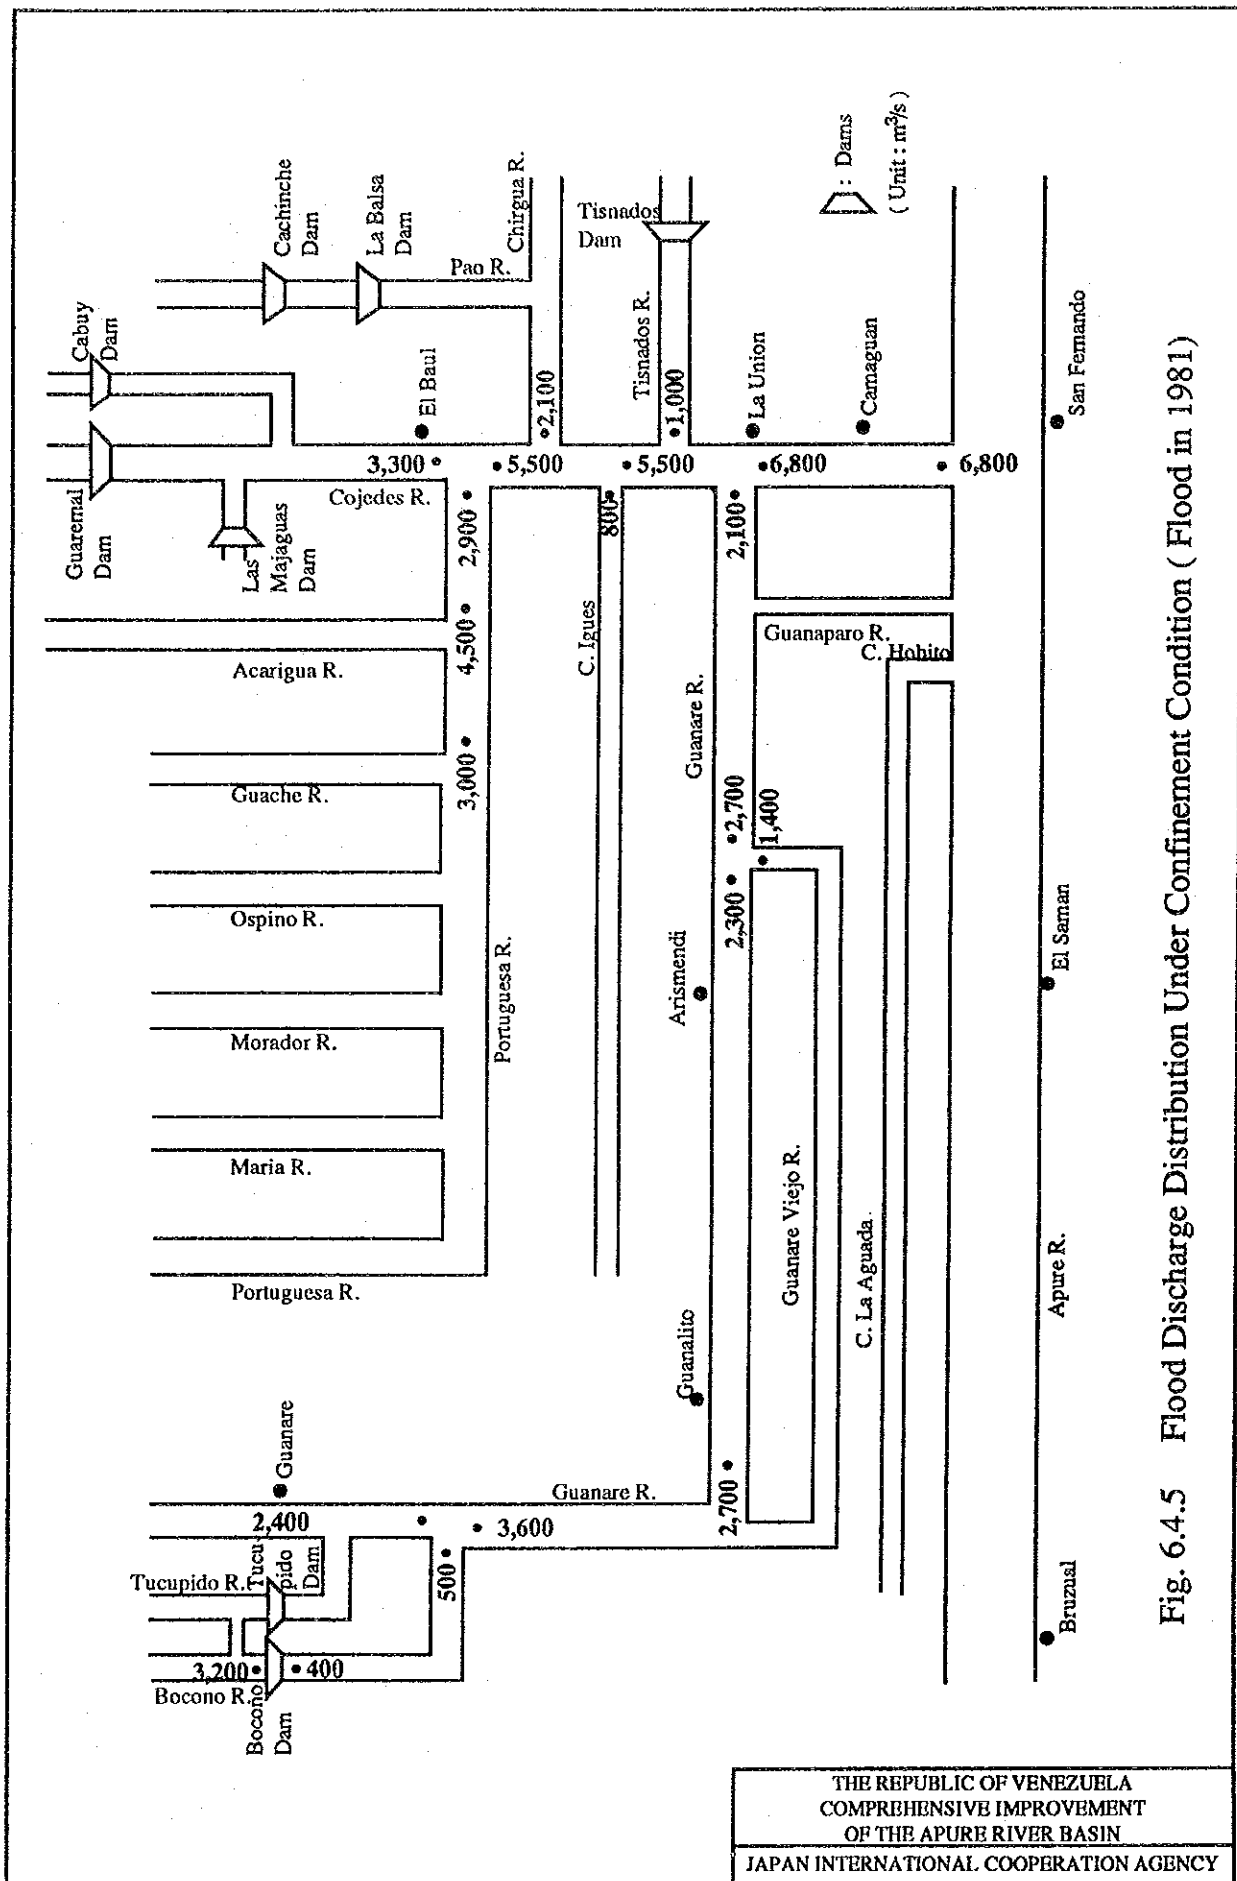 Cachinche
Dam
La Balsa
Dam
Pao R.
Chirgua R.
Tisnados
Dam
: Dams
( Unit : m³/s )
Cabuy
Dam
El Baul
2,100
Tisnados R.
1,000
La Union
Camaguan
San Fernando
Guaremal
Dam
Las
Majaguas
Dam
3,300
Cojedes R.
5,500
5,500
6,800
6,800
2,900
800
2,100
4,500
Acarigua R.
C. Igues
Guanaparo R.
C. Hohito
3,000
Guache R.
Guanare R.
2,700
1,400
2,300
Ospino R.
Arismendi
El Saman
Morador R.
Portuguesa R.
Maria R.
Guanare Viejo R.
C. La Aguada
Apure R.
Portuguesa R.
Guanalito
Guanare
2,400
Guanare R.
3,600
2,700
Tucupido R.
Tucu-
pido
Dam
500
3,200
400
Bocono R.
Bocono
Dam
Bruzual
Fig. 6.4.5 Flood Discharge Distribution Under Confinement Condition ( Flood in 1981)
THE REPUBLIC OF VENEZUELA
COMPREHENSIVE IMPROVEMENT
OF THE APURE RIVER BASIN
JAPAN INTERNATIONAL COOPERATION AGENCY